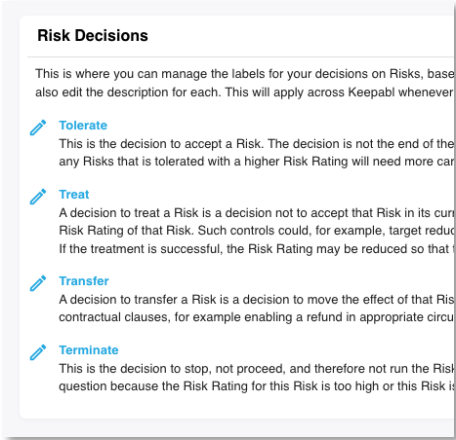 Risk Decisions
This is where you can manage the labels for your decisions on Risks, base
also edit the description for each. This will apply across Keepabl whenever
Tolerate
This is the decision to accept a Risk. The decision is not the end of the
any Risks that is tolerated with a higher Risk Rating will need more car
Treat
A decision to treat a Risk is a decision not to accept that Risk in its curr
Risk Rating of that Risk. Such controls could, for example, target reduc
If the treatment is successful, the Risk Rating may be reduced so that t
Transfer
A decision to transfer a Risk is a decision to move the effect of that Ris
contractual clauses, for example enabling a refund in appropriate circu
Terminate
This is the decision to stop, not proceed, and therefore not run the Risk
question because the Risk Rating for this Risk is too high or this Risk is